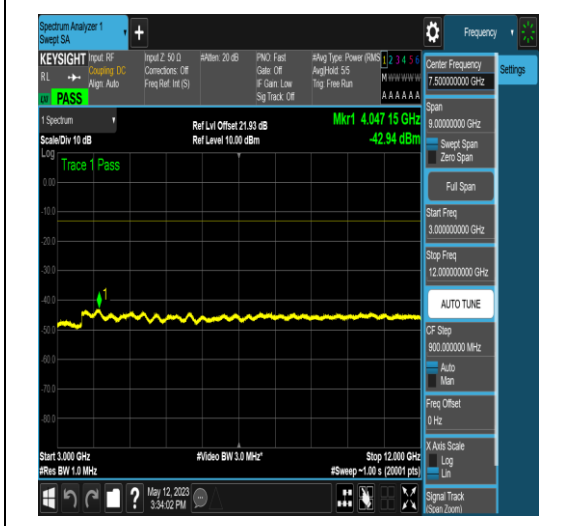 Spectrum Analyzer 1
Swept SA
+
Frequency
KEYSIGHT
RL
PASS
Input: RF
Coupling: DC
Align: Auto
Input Z: 50 Ω
Corrections: Off
Freq Ref: Int (S)
#Atten: 20 dB
PNO: Fast
Gate: Off
IF Gain: Low
Sig Track: Off
#Avg Type: Power (RMS
Avg|Hold: 5/5
Trig: Free Run
1 2 3 4 5 6
M W W W W W
A A A A A A
1 Spectrum
Scale/Div 10 dB
Ref Lvl Offset 21.93 dB
Ref Level 10.00 dBm
Mkr1 4.047 15 GHz
-42.94 dBm
Log
Trace 1 Pass
0.00
-10.0
-20.0
-30.0
-40.0
-50.0
-60.0
-70.0
-80.0
1
Start 3.000 GHz
#Res BW 1.0 MHz
#Video BW 3.0 MHz*
Stop 12.000 GHz
#Sweep ~1.00 s (20001 pts)
Center Frequency
7.500000000 GHz
Settings
Span
9.00000000 GHz
Swept Span
Zero Span
Full Span
Start Freq
3.000000000 GHz
Stop Freq
12.000000000 GHz
AUTO TUNE
CF Step
900.000000 MHz
Auto
Man
Freq Offset
0 Hz
X Axis Scale
Log
Lin
Signal Track
(Span Zoom)
?
May 12, 2023
3:34:02 PM